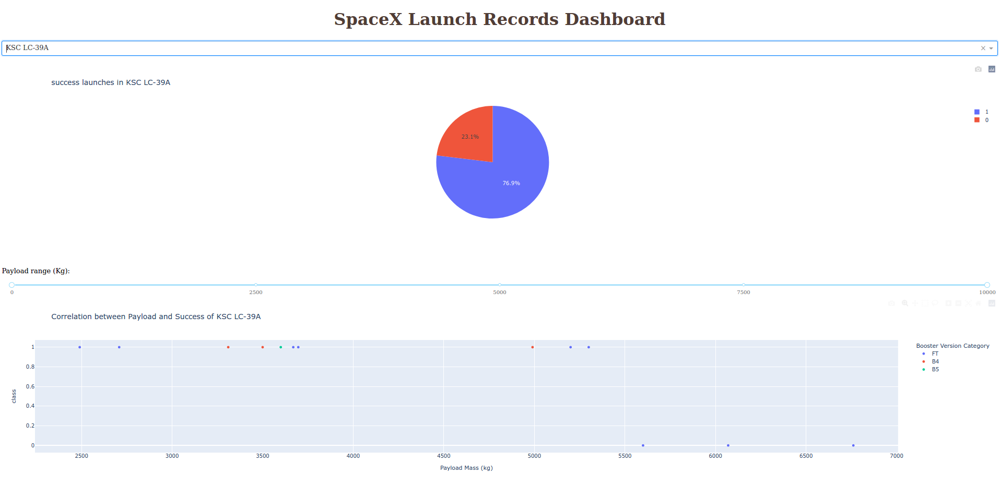 SpaceX Launch Records Dashboard
KSC LC-39A
success launches in KSC LC-39A
1
0
23.1%
76.9%
Payload range (Kg):
0 2500 5000 7500 10000
Correlation between Payload and Success of KSC LC-39A
Booster Version Category
FT
B4
B5
1
0.8
0.6
0.4
0.2
0
class
2500 3000 3500 4000 4500 5000 5500 6000 6500 7000
Payload Mass (kg)